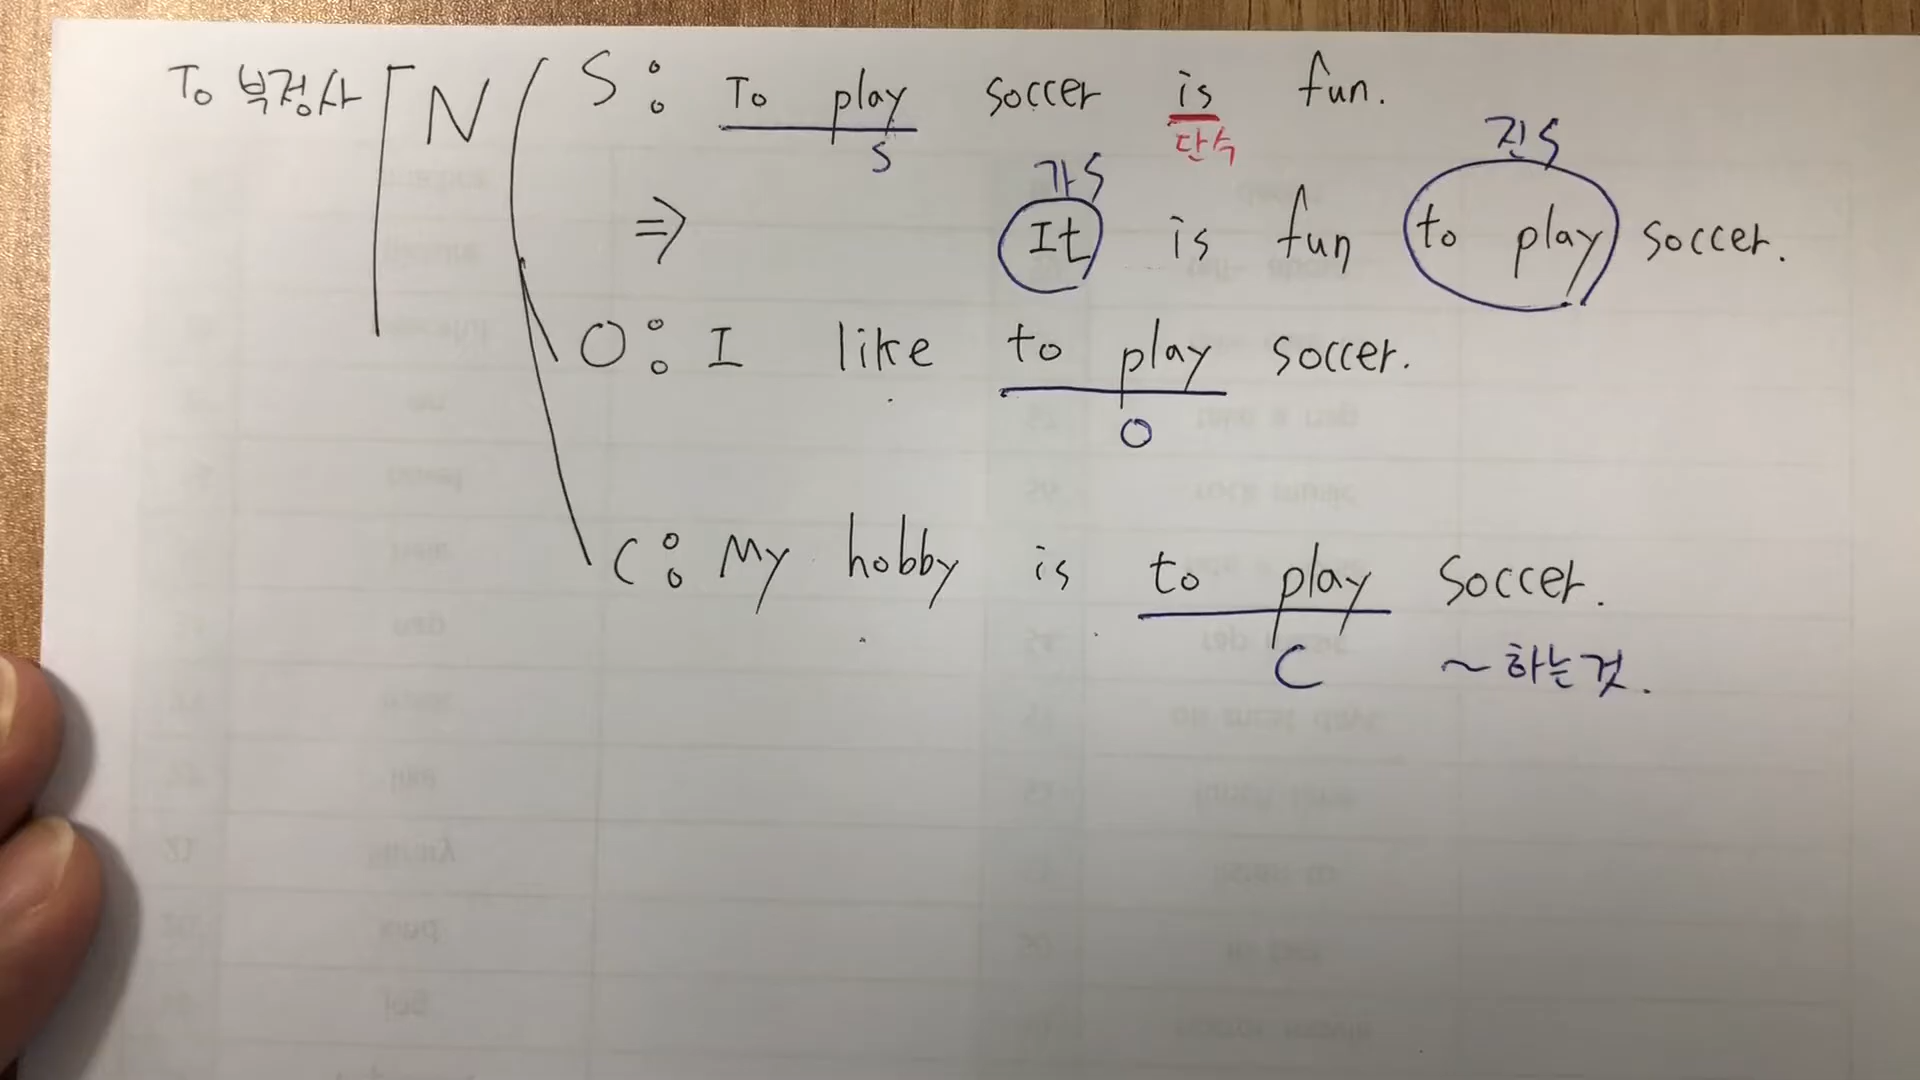 To 부정사 N S: To play soccer is fun.
S 단수
가S 진S
⇒ It is fun to play soccer.
O: I like to play soccer.
O
C: My hobby is to play soccer.
C ~하는것.